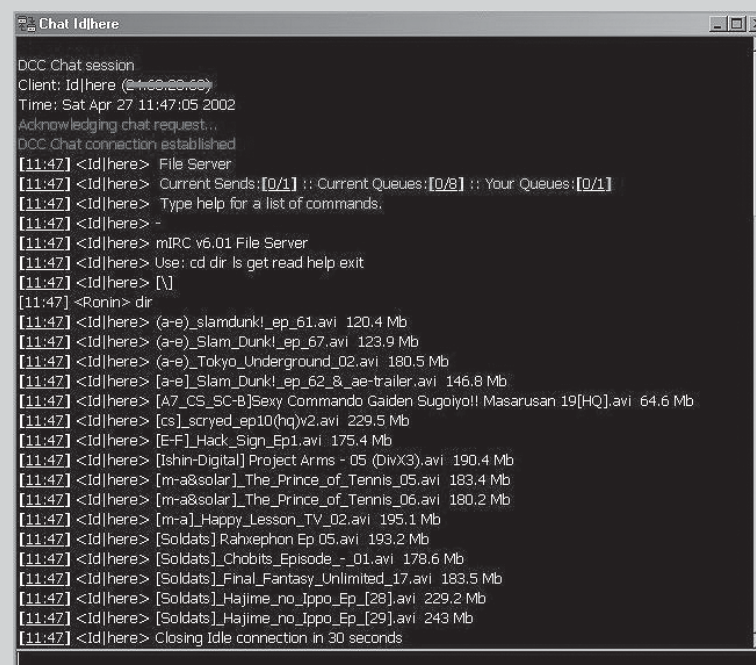 Chat Id|here
DCC Chat session
Client: Id|here
Time: Sat Apr 27 11:47:05 2002
Acknowledging chat request...
DCC Chat connection established
[11:47] <Id|here> File Server
[11:47] <Id|here> Current Sends:[0/1] :: Current Queues:[0/8] :: Your Queues:[0/1]
[11:47] <Id|here> Type help for a list of commands.
[11:47] <Id|here> -
[11:47] <Id|here> mIRC v6.01 File Server
[11:47] <Id|here> Use: cd dir ls get read help exit
[11:47] <Id|here> [\]
[11:47] <Ronin> dir
[11:47] <Id|here> (a-e)_slamdunk!_ep_61.avi 120.4 Mb
[11:47] <Id|here> (a-e)_Slam_Dunk!_ep_67.avi 123.9 Mb
[11:47] <Id|here> (a-e)_Tokyo_Underground_02.avi 180.5 Mb
[11:47] <Id|here> [a-e]_Slam_Dunk!_ep_62_&_ae-trailer.avi 146.8 Mb
[11:47] <Id|here> [A7_CS_SC-B]Sexy Commando Gaiden Sugoiyo!! Masarusan 19[HQ].avi 64.6 Mb
[11:47] <Id|here> [cs]_scryed_ep10(hq)v2.avi 229.5 Mb
[11:47] <Id|here> [E-F]_Hack_Sign_Ep1.avi 175.4 Mb
[11:47] <Id|here> [Ishin-Digital] Project Arms - 05 (DivX3).avi 190.4 Mb
[11:47] <Id|here> [m-a&solar]_The_Prince_of_Tennis_05.avi 183.4 Mb
[11:47] <Id|here> [m-a&solar]_The_Prince_of_Tennis_06.avi 180.2 Mb
[11:47] <Id|here> [m-a]_Happy_Lesson_TV_02.avi 195.1 Mb
[11:47] <Id|here> [Soldats] Rahxephon Ep 05.avi 193.2 Mb
[11:47] <Id|here> [Soldats]_Chobits_Episode_-_01.avi 178.6 Mb
[11:47] <Id|here> [Soldats]_Final_Fantasy_Unlimited_17.avi 183.5 Mb
[11:47] <Id|here> [Soldats]_Hajime_no_Ippo_Ep_[28].avi 229.2 Mb
[11:47] <Id|here> [Soldats]_Hajime_no_Ippo_Ep_[29].avi 243 Mb
[11:47] <Id|here> Closing Idle connection in 30 seconds